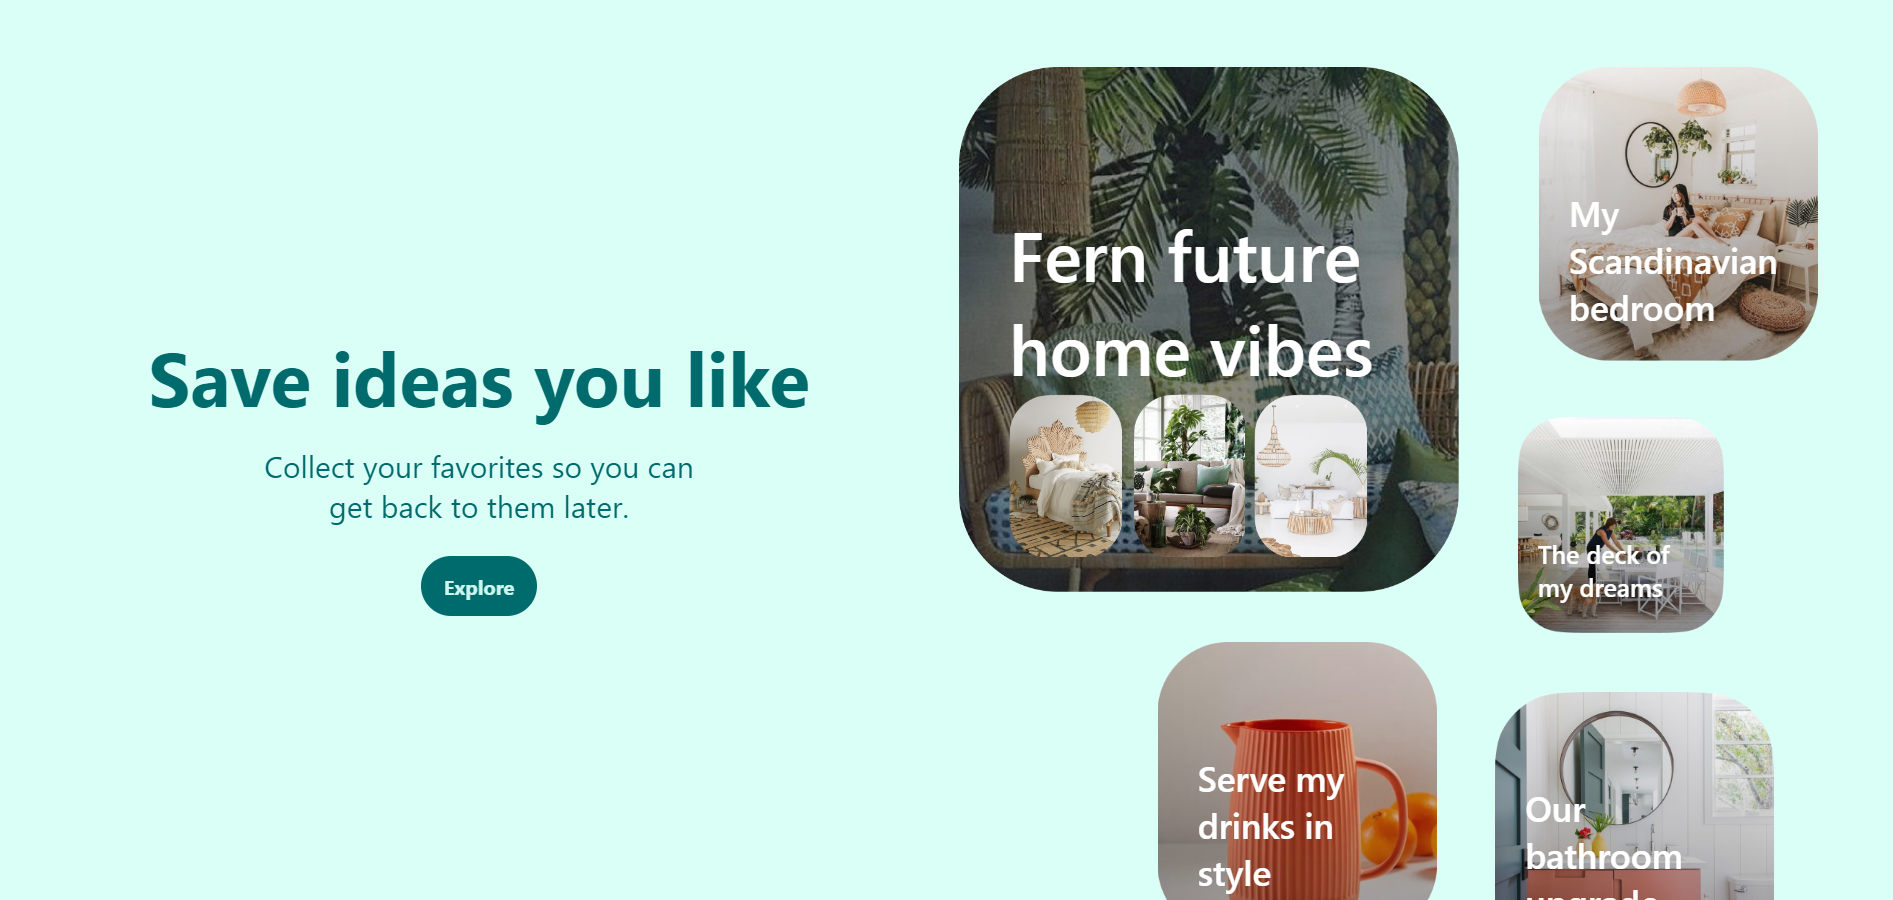 Save ideas you like
Collect your favorites so you can
get back to them later.
Explore
Fern future
home vibes
My
Scandinavian
bedroom
The deck of
my dreams
Serve my
drinks in
style
Our
bathroom